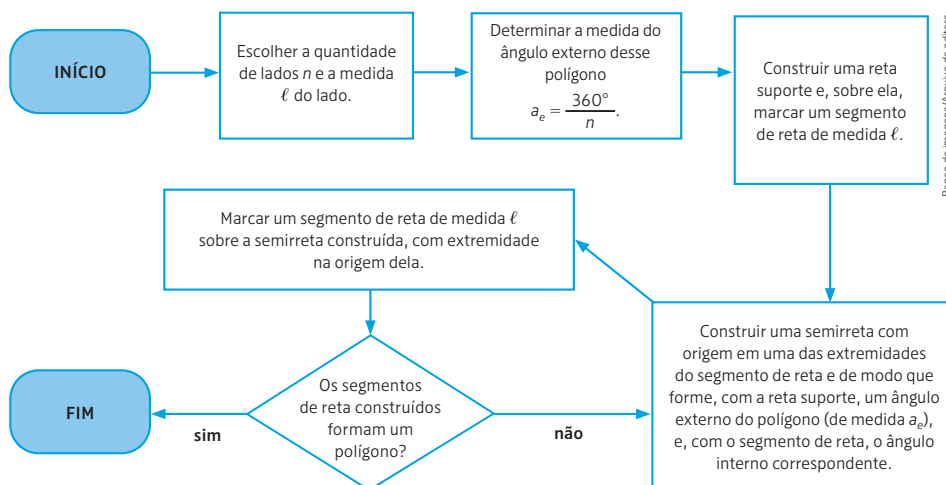 INÍCIO
Escolher a quantidade
de lados n e a medida
ℓ do lado.
Determinar a medida do
ângulo externo desse
polígono
a_e = 360°/n.
Construir uma reta
suporte e, sobre ela,
marcar um segmento
de reta de medida ℓ.
Construir uma semirreta com
origem em uma das extremidades
do segmento de reta e de modo que
forme, com a reta suporte, um ângulo
externo do polígono (de medida a_e),
e, com o segmento de reta, o ângulo
interno correspondente.
Marcar um segmento de reta de medida ℓ
sobre a semirreta construída, com extremidade
na origem dela.
Os segmentos
de reta construídos
formam um
polígono?
não
sim
FIM